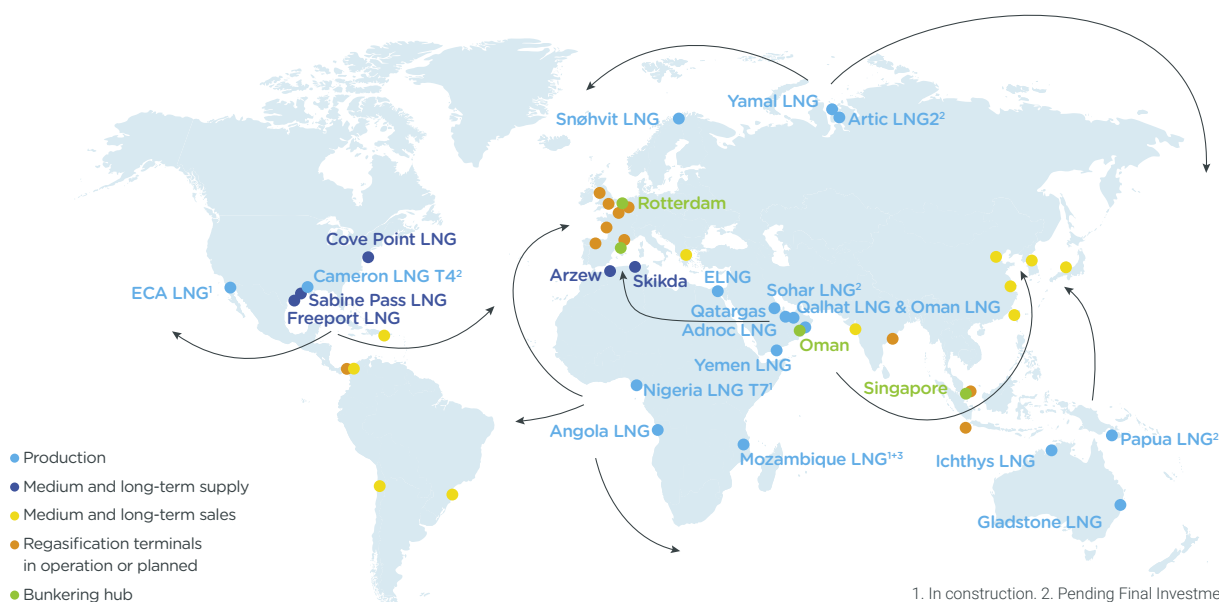 Yamal LNG
Snøhvit LNG
Artic LNG2²
Rotterdam
Cove Point LNG
Cameron LNG T4²
ECA LNG¹
Sabine Pass LNG
Freeport LNG
Arzew
Skikda
ELNG
Sohar LNG²
Qatargas
Qalhat LNG & Oman LNG
Adnoc LNG
Oman
Yemen LNG
Nigeria LNG T7¹
Singapore
Angola LNG
Mozambique LNG¹⁺³
Papua LNG²
Ichthys LNG
Gladstone LNG
Production
Medium and long-term supply
Medium and long-term sales
Regasification terminals
in operation or planned
Bunkering hub
1. In construction. 2. Pending Final Investme